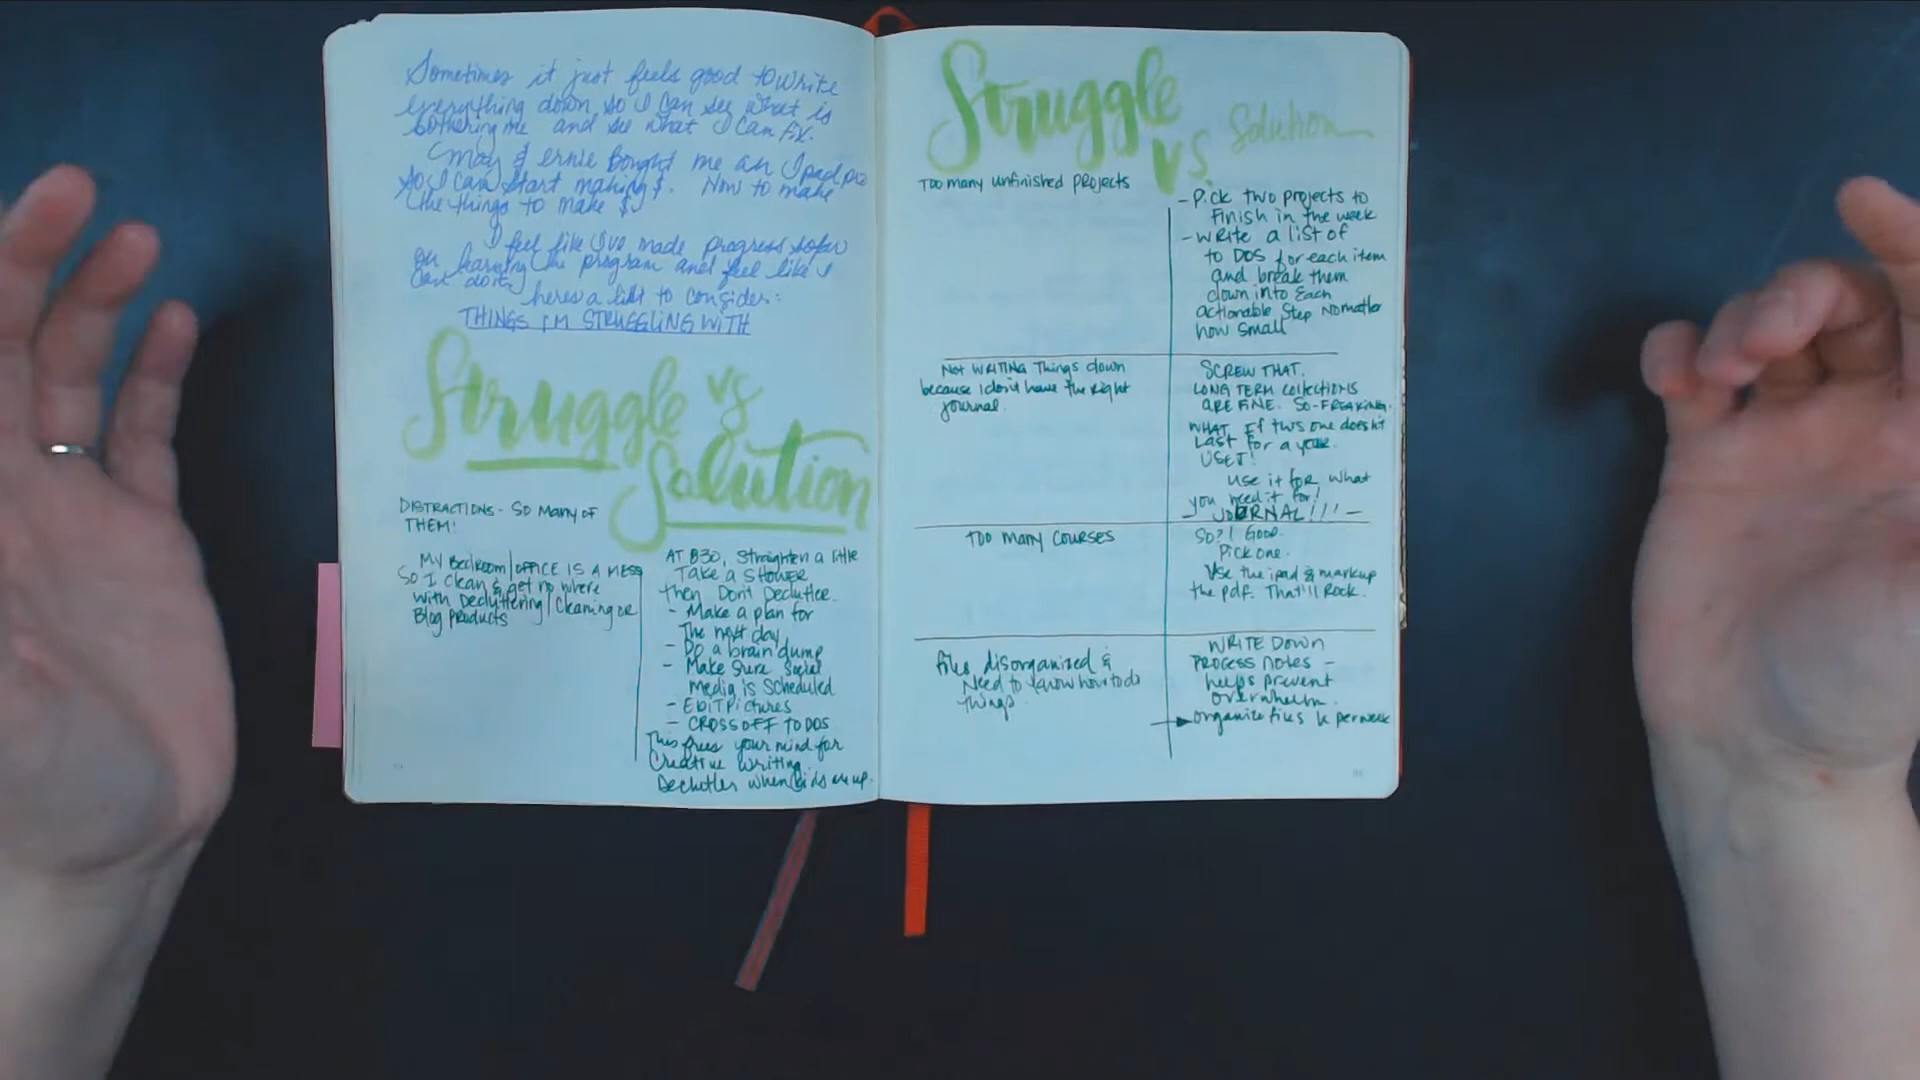 Sometimes it just feels good to write
everything down so I can see what is
bothering me and see what I can fix.
May & Ernie Bought me an Ipad pro
so I can start making $. Now to make
the things to make $
I feel like I've made progress sofar
on learning the program and feel like I
can do it.
heres a list to consider:
THINGS I'M STRUGGLING WITH
Struggle vs
Solution
DISTRACTIONS - SO Many OF
THEM!
MY Bedroom/OFFICE IS A MESS
So I Clean & get no where
with Decluttering/Cleaning or
Blog Products
AT 830, Straighten a little
Take a SHOWER
then Don't Declutter.
- Make a plan for
The next day
- Do a brain dump
- Make Sure Social
Media is Scheduled
- EDIT Pictures
- CROSS OFF TO DOS
This frees your mind for
Creative Writing.
Declutter when kids are up.
Struggle
vs. Solution
TOO MANY UNFINISHED PROJECTS
- Pick TWO PROJECTS TO
Finish in the week
- WRITE a list of
to DOS for each item
and break them
down into Each
actionable Step No matter
how Small
NOT WRITING Things down
because I don't have the Right
Journal.
SCREW THAT.
LONG TERM COllECTIONS
ARE FINE. SO-FREAKING.
WHAT If this one doesn't
Last for a year.
USE IT!
Use it for what
you need it for!
JOURNAL!!! -
TOO MANY COURSES
So?! Good.
Pick one.
Use the ipad & markup
the pdf. That'll Rock.
files disorganized &
Need to know how to do
things
WRITE DOWN
PROCESS NOTES -
helps prevent
overwhelm.
organize files 1x per week